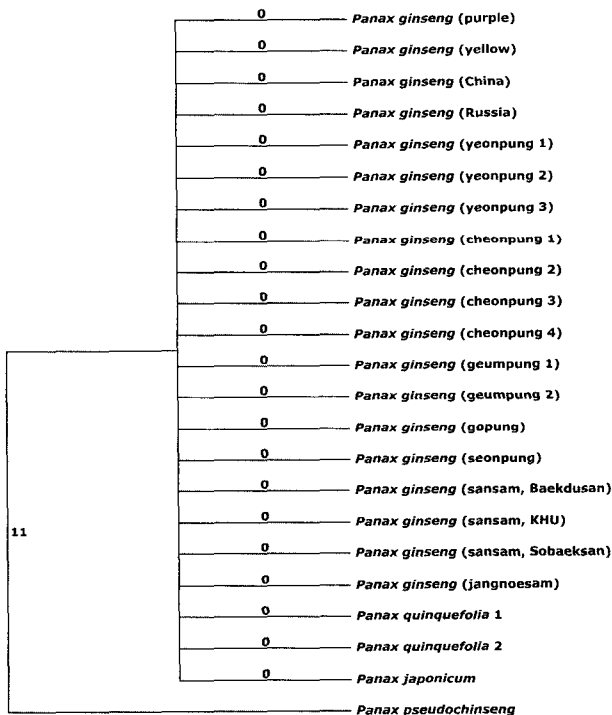 0 Panax ginseng (purple)
0 Panax ginseng (yellow)
0 Panax ginseng (China)
0 Panax ginseng (Russia)
0 Panax ginseng (yeonpung 1)
0 Panax ginseng (yeonpung 2)
0 Panax ginseng (yeonpung 3)
0 Panax ginseng (cheonpung 1)
0 Panax ginseng (cheonpung 2)
0 Panax ginseng (cheonpung 3)
0 Panax ginseng (cheonpung 4)
0 Panax ginseng (geumpung 1)
0 Panax ginseng (geumpung 2)
0 Panax ginseng (gopung)
0 Panax ginseng (seonpung)
0 Panax ginseng (sansam, Baekdusan)
0 Panax ginseng (sansam, KHU)
11
0 Panax ginseng (sansam, Sobaeksan)
0 Panax ginseng (jangnoesam)
0 Panax quinquefolia 1
0 Panax quinquefolia 2
0 Panax japonicum
Panax pseudochinseng